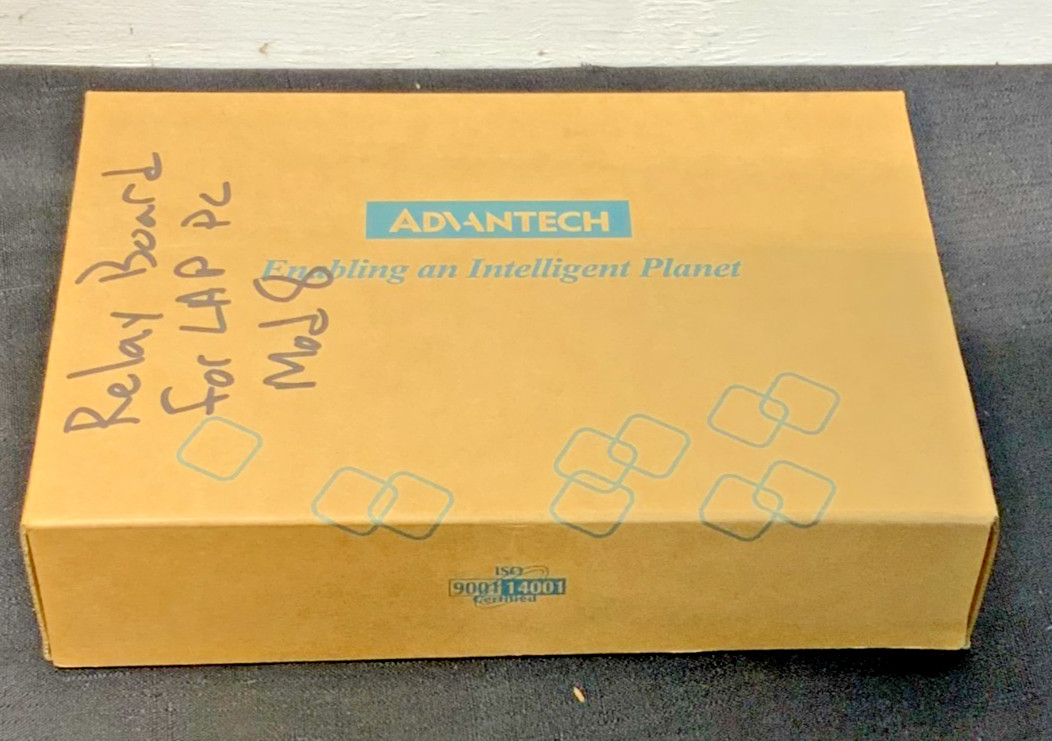 ADVANTECH
Enabling an Intelligent Planet
Relay Board
for LAP PC
Mod 8
ISO
9001 14001
Certified